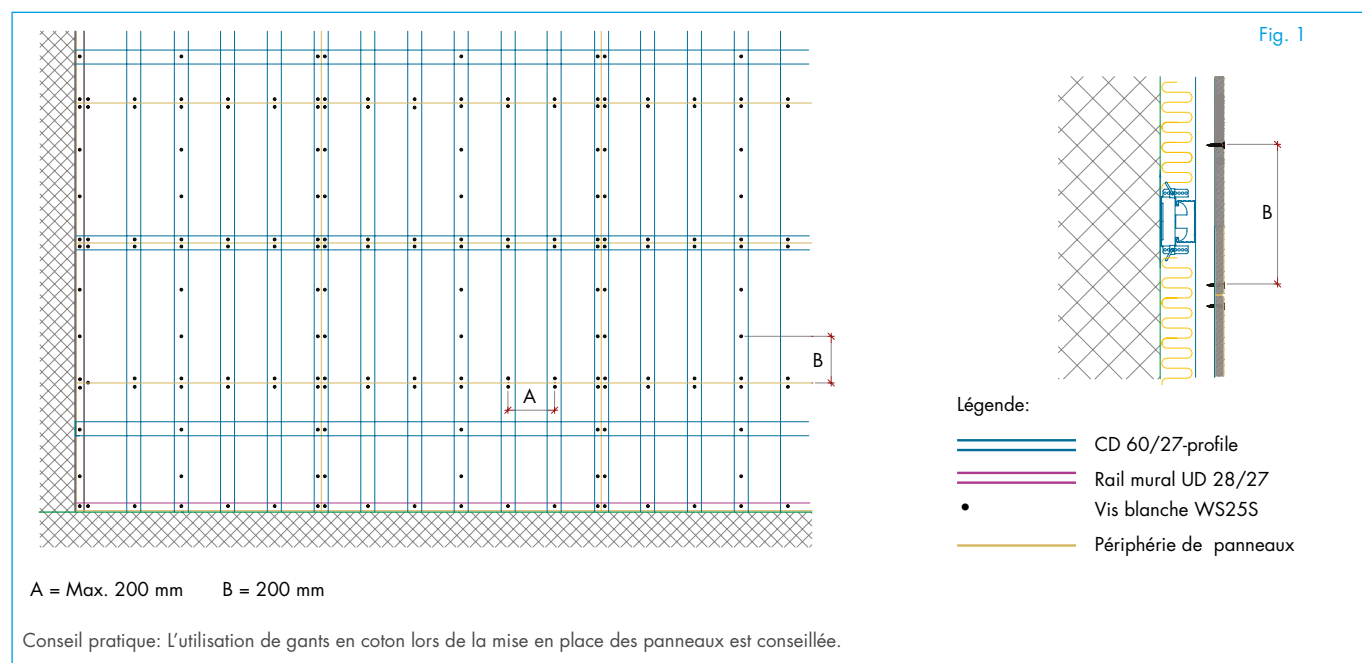 Fig. 1
B
B
A
Légende:
CD 60/27-profile
Rail mural UD 28/27
Vis blanche WS25S
Périphérie de panneaux
A = Max. 200 mm B = 200 mm
Conseil pratique: L'utilisation de gants en coton lors de la mise en place des panneaux est conseillée.